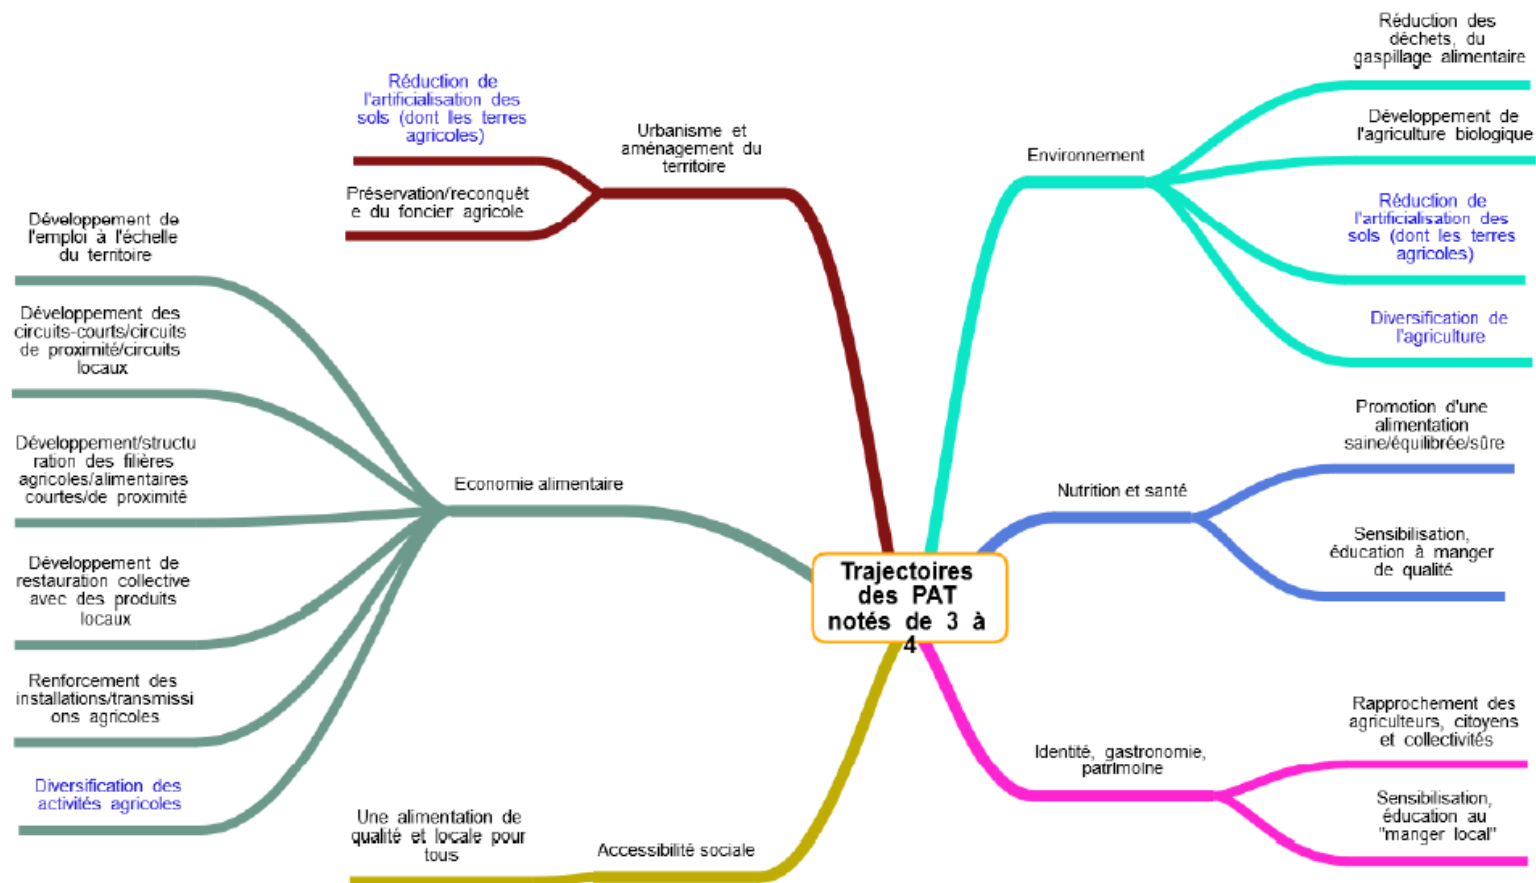 Trajectoires
des PAT
notés de 3 à
4
Urbanisme et
aménagement du
territoire
Réduction de
l'artificialisation des
sols (dont les terres
agricoles)
Préservation/reconquêt
e du foncier agricole
Economie alimentaire
Développement de
l'emploi à l'échelle
du territoire
Développement des
circuits-courts/circuits
de proximité/circuits
locaux
Développement/structu
ration des filières
agricoles/alimentaires
courtes/de proximité
Développement de
restauration collective
avec des produits
locaux
Renforcement des
installations/transmissi
ons agricoles
Diversification des
activités agricoles
Accessibilité sociale
Une alimentation de
qualité et locale pour
tous
Environnement
Réduction des
déchets, du
gaspillage alimentaire
Développement de
l'agriculture biologique
Réduction de
l'artificialisation des
sols (dont les terres
agricoles)
Diversification de
l'agriculture
Nutrition et santé
Promotion d'une
alimentation
saine/équilibrée/sûre
Sensibilisation,
éducation à manger
de qualité
Identité, gastronomie,
patrimoine
Rapprochement des
agriculteurs, citoyens
et collectivités
Sensibilisation,
éducation au
"manger local"